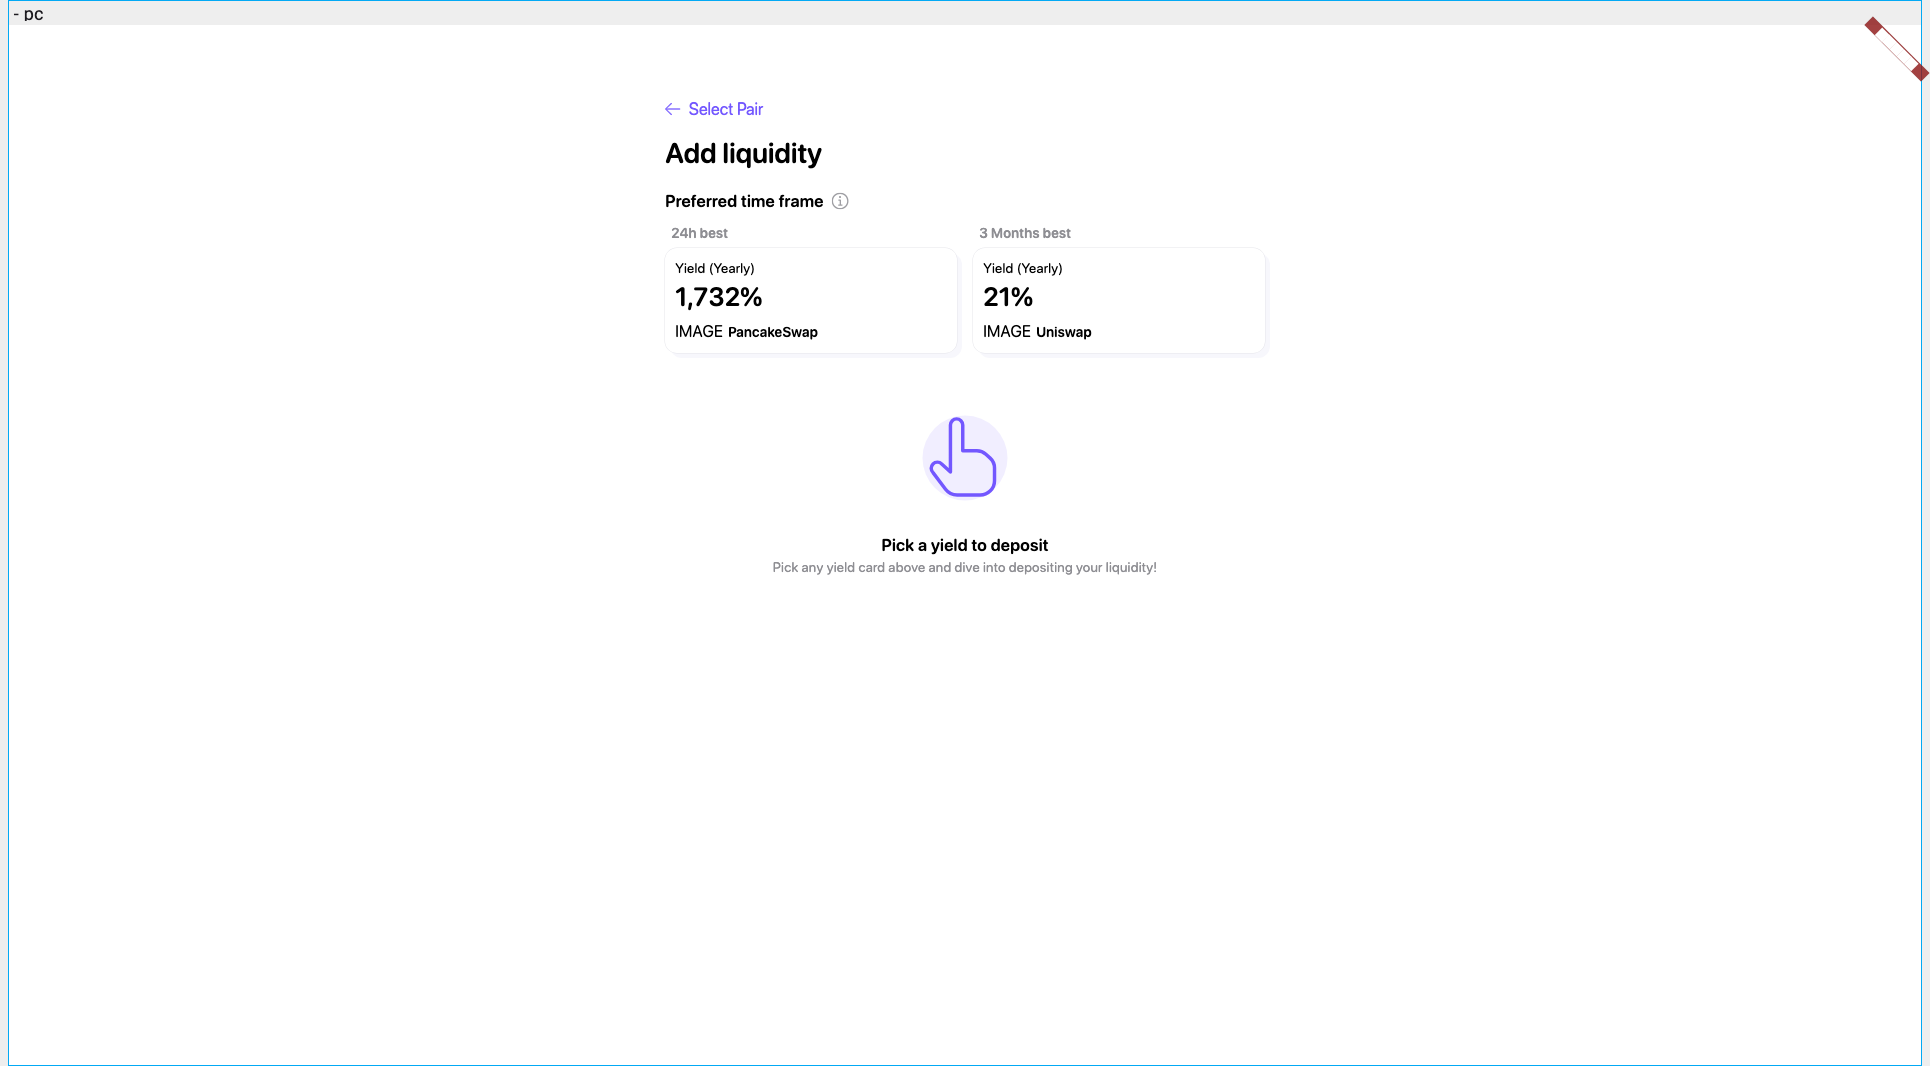 - pc
Select Pair
Add liquidity
Preferred time frame
24h best
3 Months best
Yield (Yearly)
1,732%
IMAGE PancakeSwap
Yield (Yearly)
21%
IMAGE Uniswap
Pick a yield to deposit
Pick any yield card above and dive into depositing your liquidity!